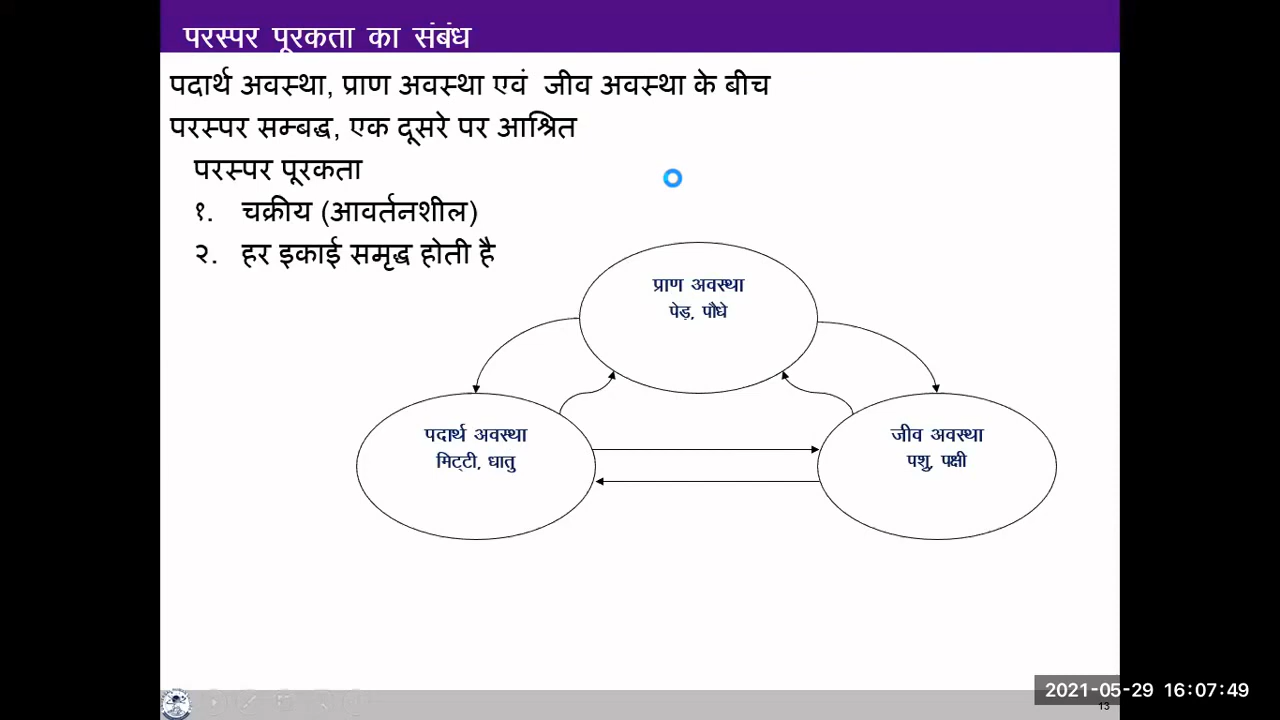 परस्पर पूरकता का संबंध
पदार्थ अवस्था, प्राण अवस्था एवं जीव अवस्था के बीच
परस्पर सम्बद्ध, एक दूसरे पर आश्रित
परस्पर पूरकता
१. चक्रीय (आवर्तनशील)
२. हर इकाई समृद्ध होती है
प्राण अवस्था
पेड़, पौधे
पदार्थ अवस्था
मिट्टी, धातु
जीव अवस्था
पशु, पक्षी
2021-05-29 16:07:49
13